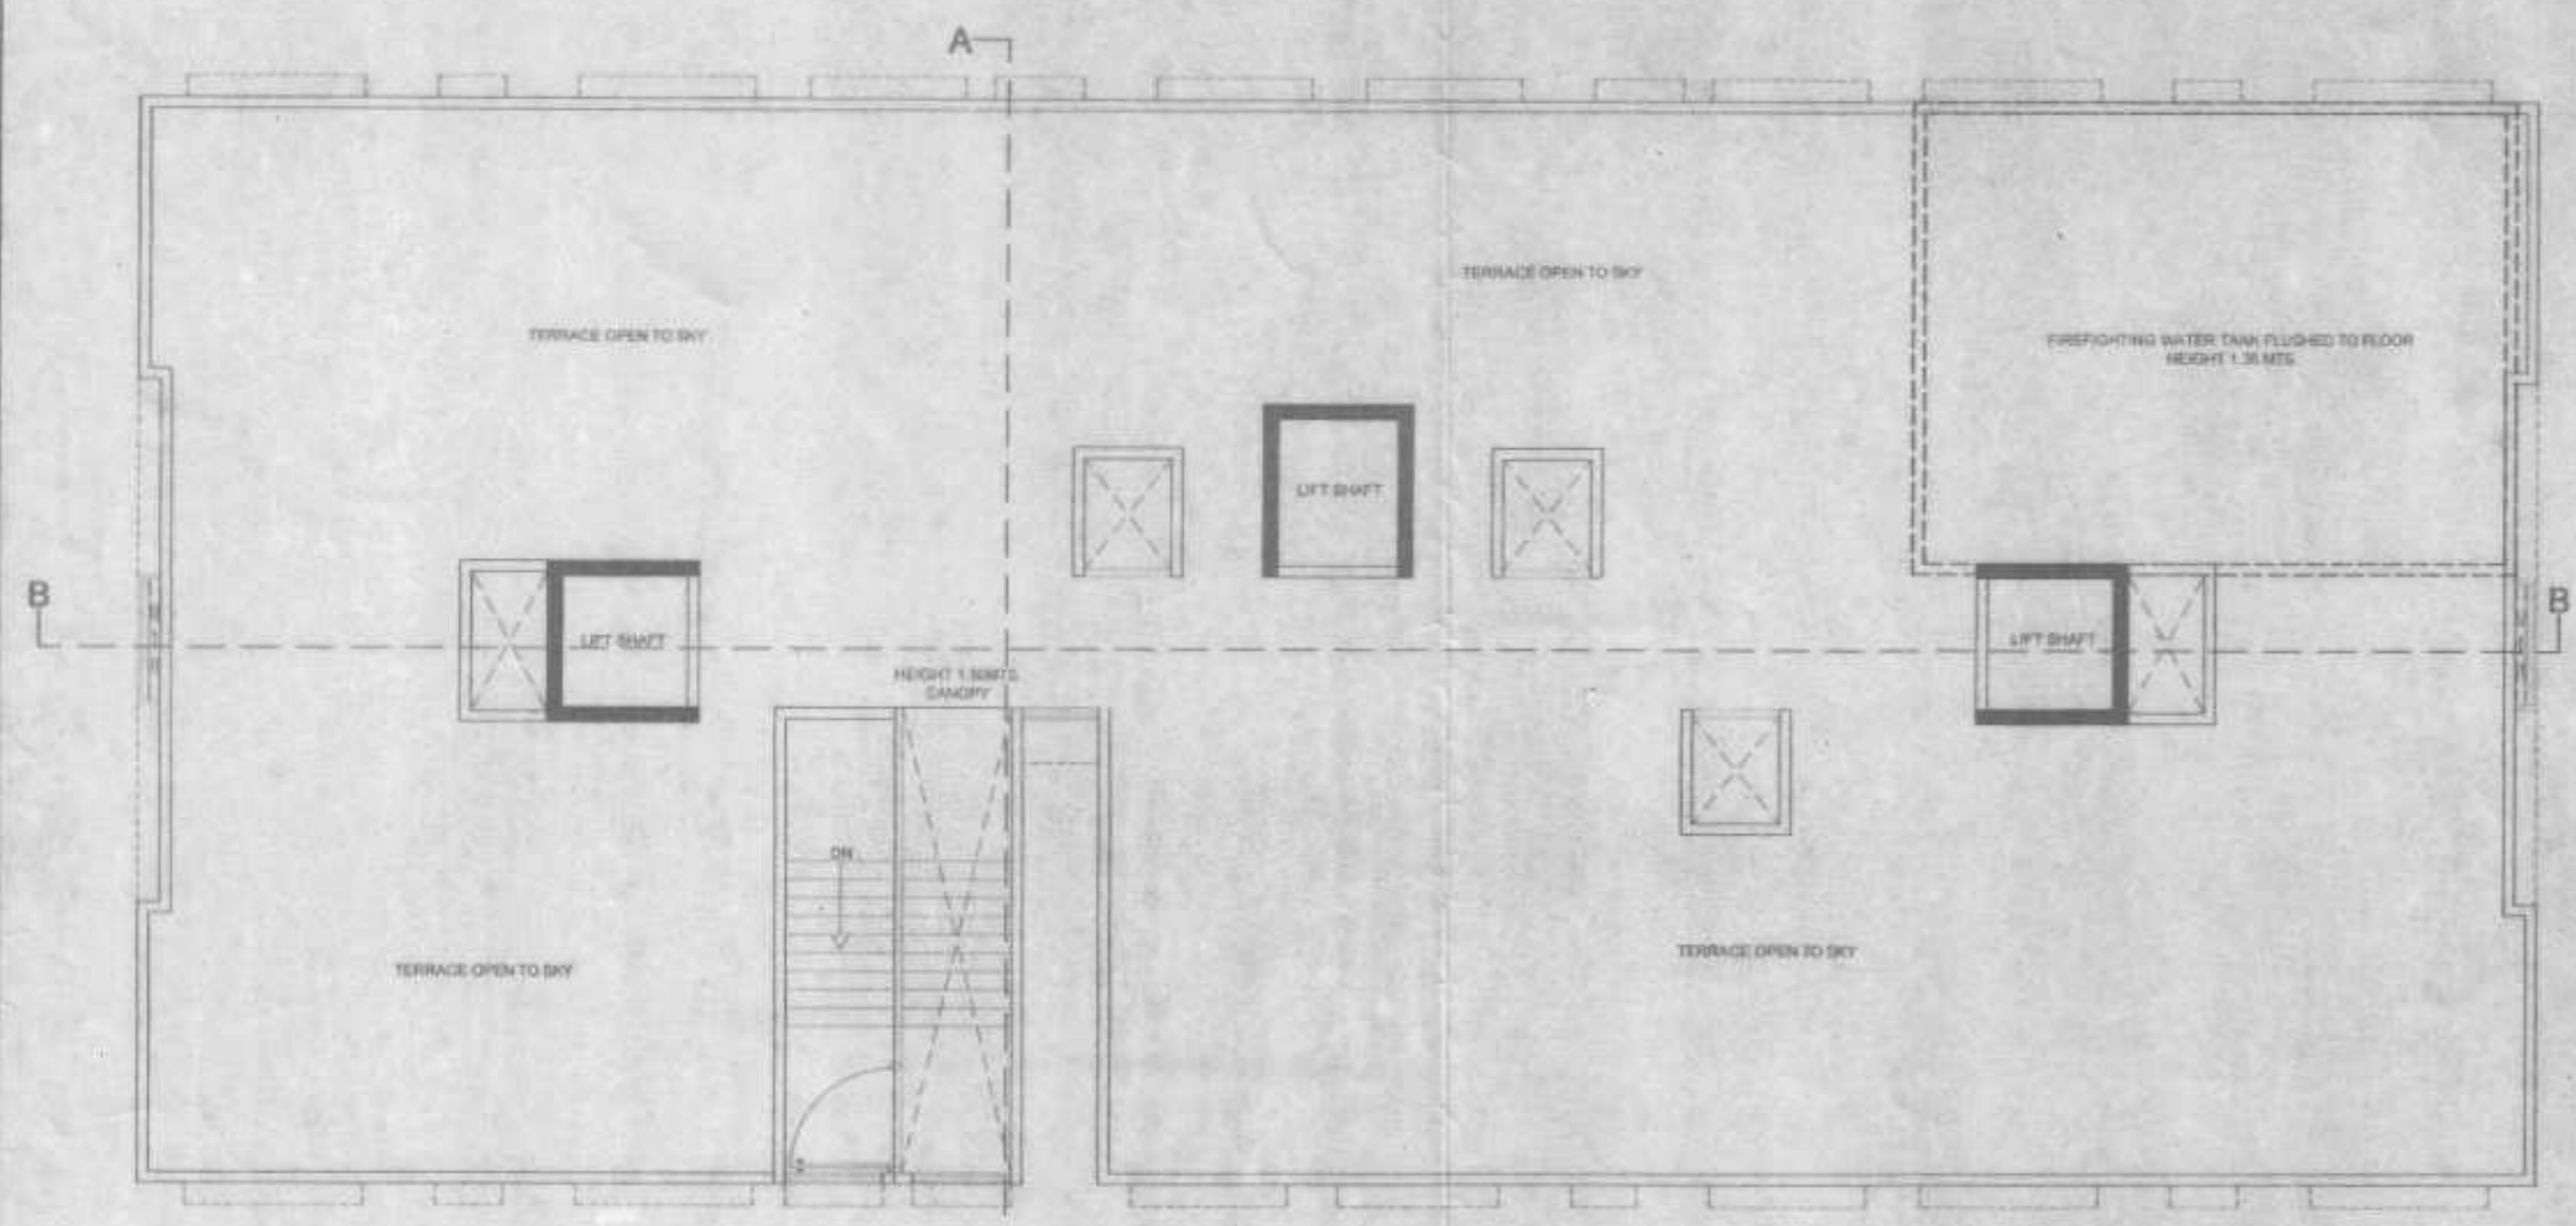 A
TERRACE OPEN TO SKY
TERRACE OPEN TO SKY
FIREFIGHTING WATER TANK FLUSHED TO FLOOR
HEIGHT 1.35 MTS
LIFT SHAFT
B
LIFT SHAFT
LIFT SHAFT
B
HEIGHT
CANOPY
DN
TERRACE OPEN TO SKY
TERRACE OPEN TO SKY